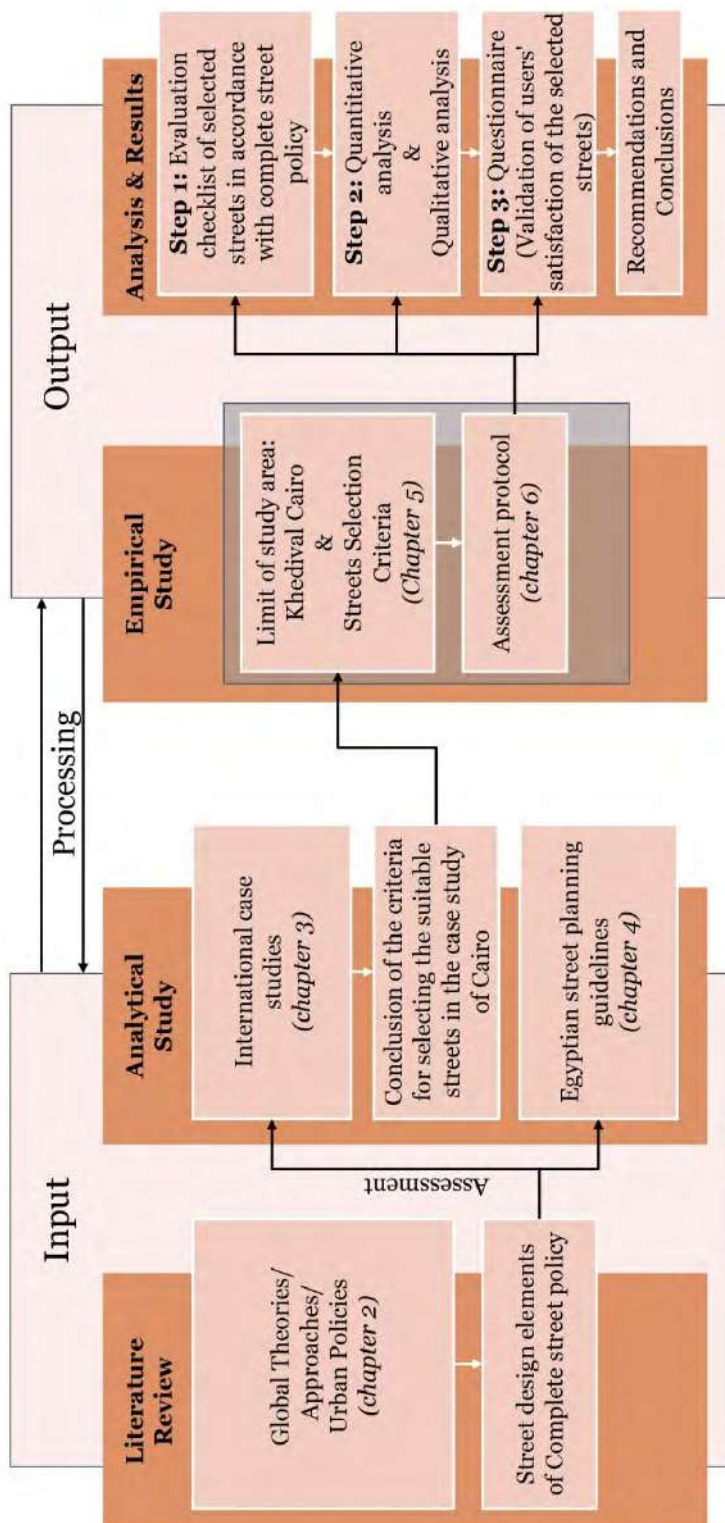 Input
Processing
Output
Literature
Review
Global Theories/
Approaches/
Urban Policies
(chapter 2)
Street design elements
of Complete street policy
Assessment
Analytical
Study
International case
studies
(chapter 3)
Conclusion of the criteria
for selecting the suitable
streets in the case study
of Cairo
Egyptian street planning
guidelines
(chapter 4)
Empirical
Study
Limit of study area:
Khedival Cairo
&
Streets Selection
Criteria
(Chapter 5)
Assessment protocol
(chapter 6)
Analysis & Results
Step 1: Evaluation
checklist of selected
streets in accordance
with complete street
policy
Step 2: Quantitative
analysis
&
Qualitative analysis
Step 3: Questionnaire
(Validation of users'
satisfaction of the selected
streets)
Recommendations and
Conclusions